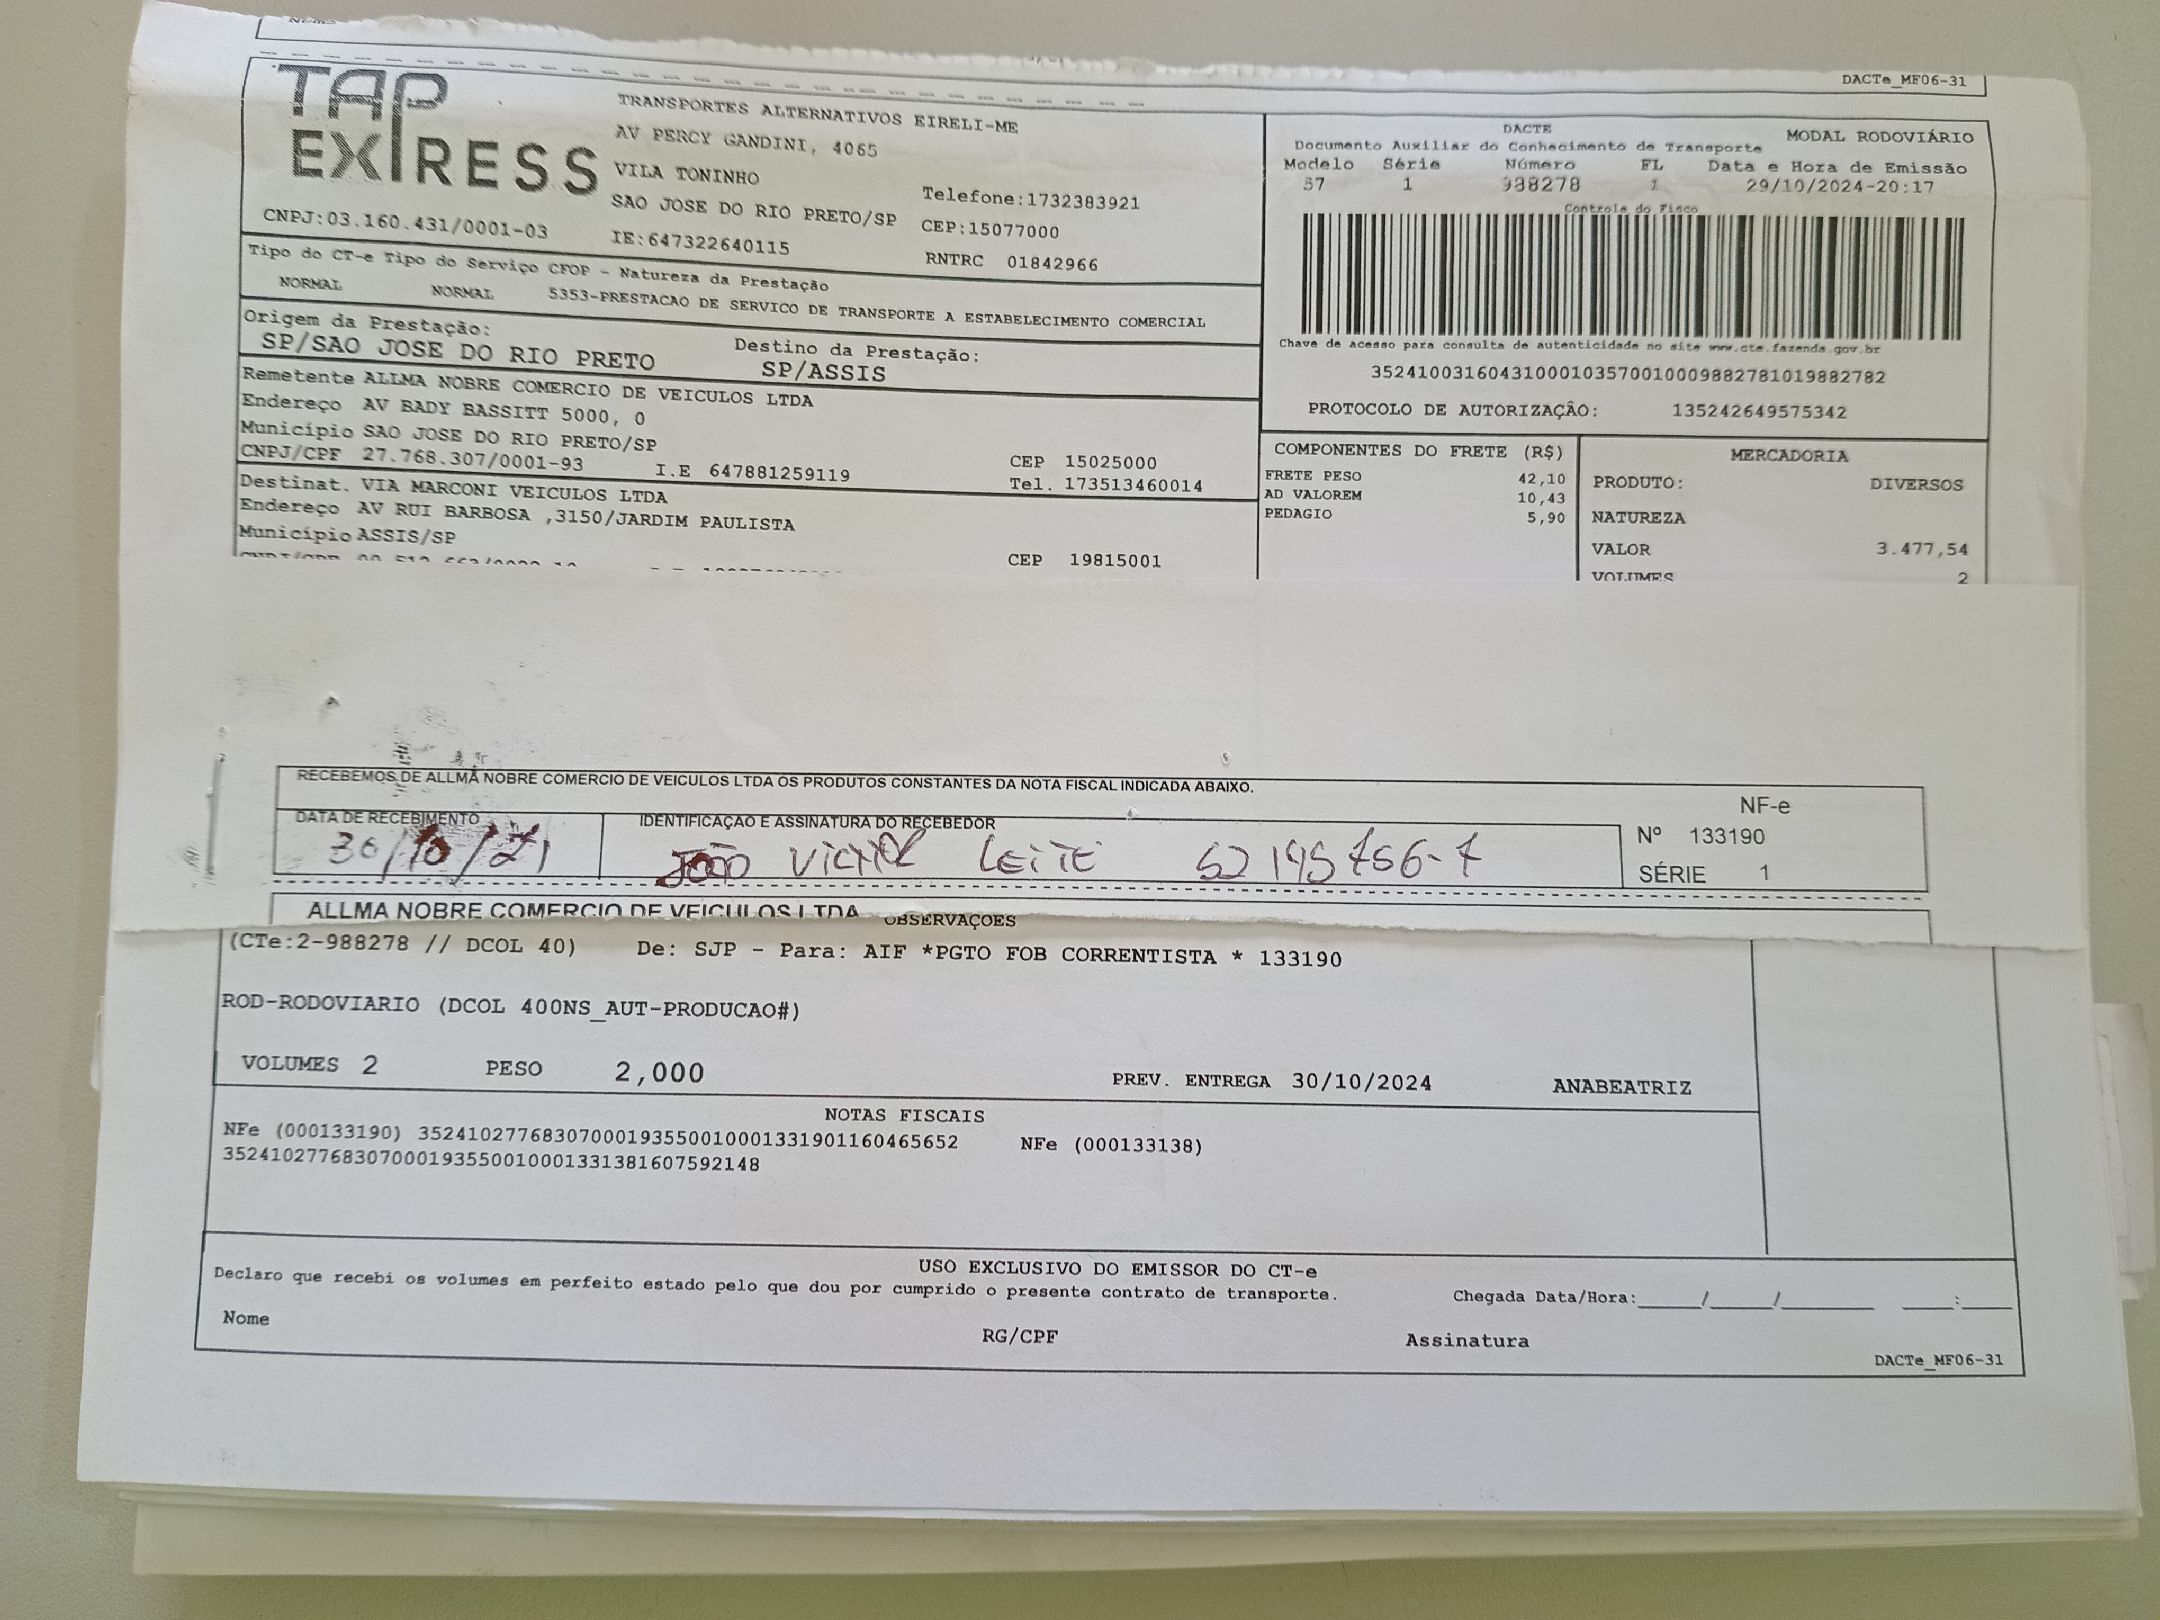 DACTe_MF06-31
TAP EXPRESS
TRANSPORTES ALTERNATIVOS EIRELI-ME
AV PERCY GANDINI, 4065
VILA TONINHO
SAO JOSE DO RIO PRETO/SP
Telefone:1732383921
CEP:15077000
CNPJ:03.160.431/0001-03
IE:647322640115
RNTRC 01842966
Tipo do CT-e Tipo do Serviço CFOP - Natureza da Prestação
NORMAL NORMAL 5353-PRESTACAO DE SERVICO DE TRANSPORTE A ESTABELECIMENTO COMERCIAL
Origem da Prestação:
SP/SAO JOSE DO RIO PRETO
Destino da Prestação:
SP/ASSIS
Remetente ALLMA NOBRE COMERCIO DE VEICULOS LTDA
Endereço AV BADY BASSITT 5000, 0
Município SAO JOSE DO RIO PRETO/SP
CEP 15025000
CNPJ/CPF 27.768.307/0001-93 I.E 647881259119
Tel. 173513460014
Destinat. VIA MARCONI VEICULOS LTDA
Endereço AV RUI BARBOSA ,3150/JARDIM PAULISTA
Município ASSIS/SP
CEP 19815001
DACTE
MODAL RODOVIÁRIO
Documento Auxiliar do Conhecimento de Transporte
Modelo Série Número FL Data e Hora de Emissão
57 1 988278 1 29/10/2024-20:17
Controle do Fisco
Chave de acesso para consulta de autenticidade no site www.cte.fazenda.gov.br
35241003160431000103570010009882781019882782
PROTOCOLO DE AUTORIZAÇÃO: 135242649575342
COMPONENTES DO FRETE (R$)
FRETE PESO 42,10
AD VALOREM 10,43
PEDAGIO 5,90
MERCADORIA
PRODUTO: DIVERSOS
NATUREZA
VALOR 3.477,54
VOLUMES 2
RECEBEMOS DE ALLMA NOBRE COMERCIO DE VEICULOS LTDA OS PRODUTOS CONSTANTES DA NOTA FISCAL INDICADA ABAIXO.
DATA DE RECEBIMENTO
30/10/21
IDENTIFICAÇÃO E ASSINATURA DO RECEBEDOR
JOÃO VICTOR LEITE 52195756-7
NF-e
Nº 133190
SÉRIE 1
ALLMA NOBRE COMERCIO DE VEICULOS LTDA
OBSERVAÇOES
(CTe:2-988278 // DCOL 40) De: SJP - Para: AIF *PGTO FOB CORRENTISTA * 133190
ROD-RODOVIARIO (DCOL 400NS_AUT-PRODUCAO#)
VOLUMES 2 PESO 2,000 PREV. ENTREGA 30/10/2024 ANABEATRIZ
NOTAS FISCAIS
NFe (000133190) 35241027768307000193550010001331901160465652 NFe (000133138)
35241027768307000193550010001331381607592148
USO EXCLUSIVO DO EMISSOR DO CT-e
Declaro que recebi os volumes em perfeito estado pelo que dou por cumprido o presente contrato de transporte.
Chegada Data/Hora:_____/_____/_______ ____:____
Nome
RG/CPF
Assinatura
DACTe_MF06-31